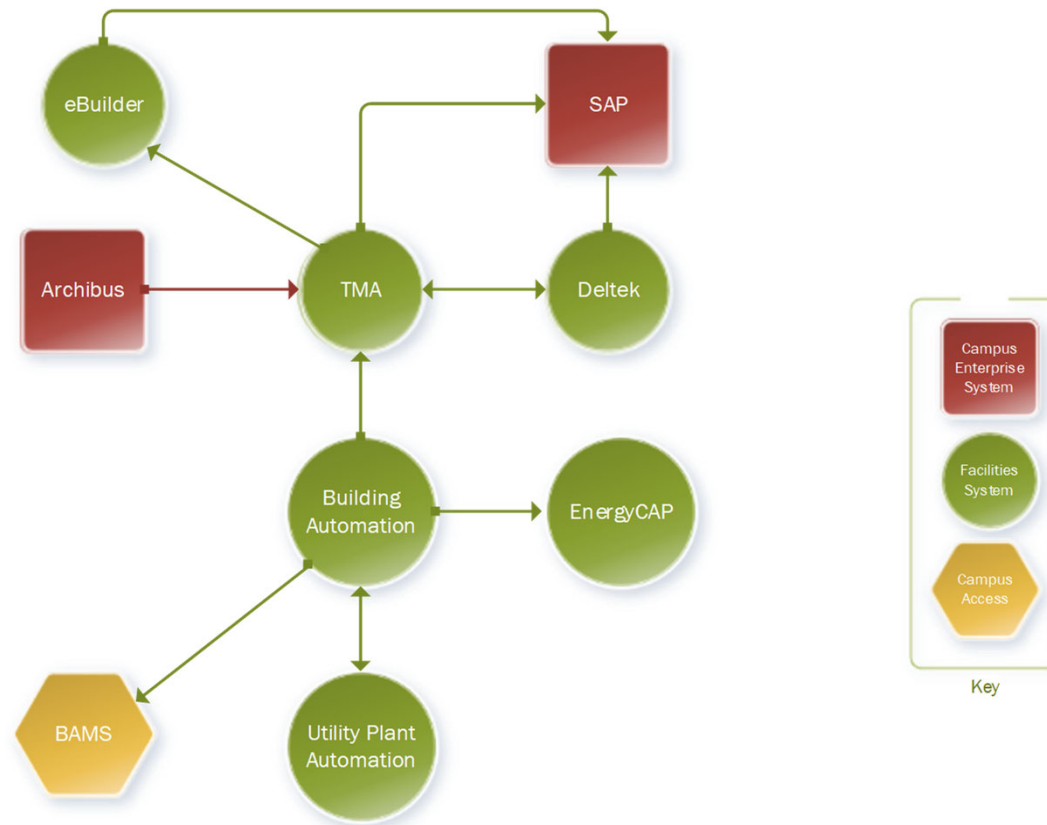 eBuilder
SAP
Archibus
TMA
Deltek
Building
Automation
EnergyCAP
BAMS
Utility Plant
Automation
Campus
Enterprise
System
Facilities
System
Campus
Access
Key